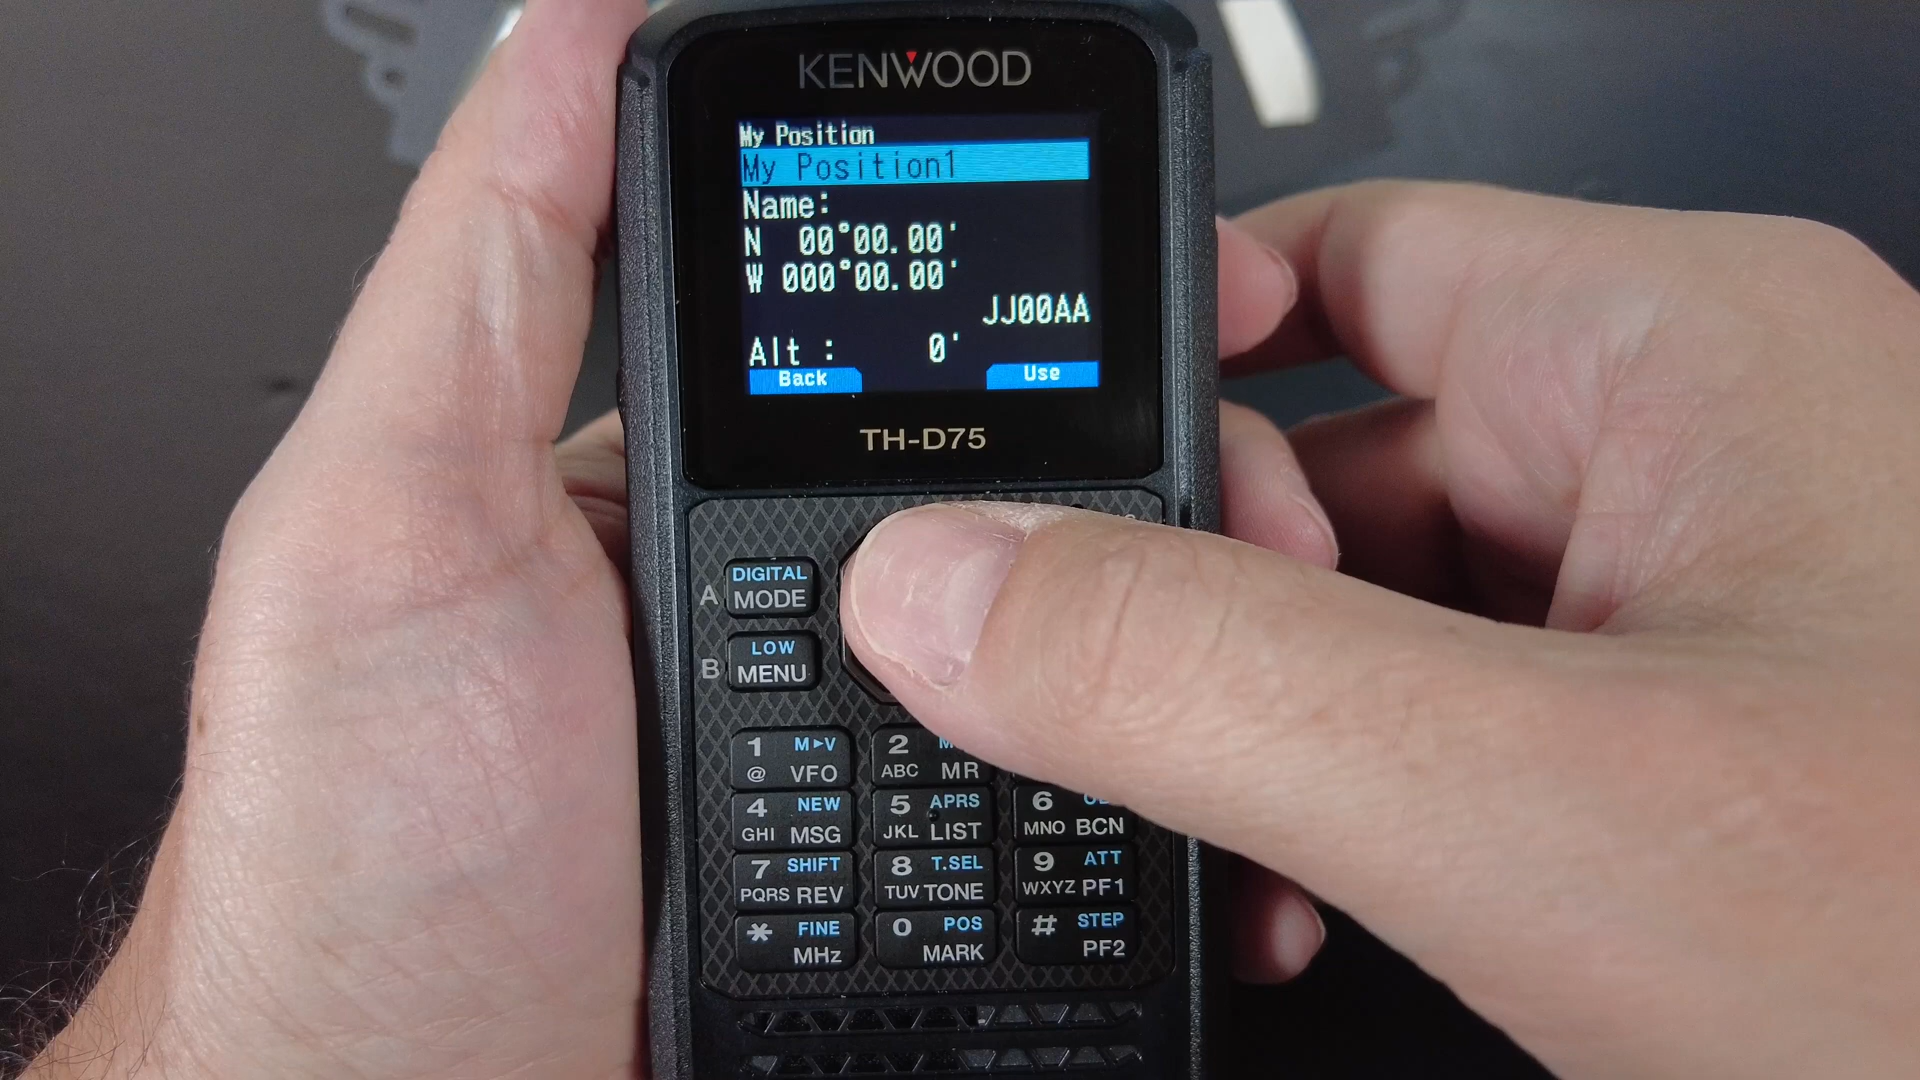 KENWOOD
My Position
My Position1
Name:
N 00°00.00'
W 000°00.00'
JJ00AA
Alt : 0'
Back Use
TH-D75
DIGITAL
A MODE
LOW
B MENU
1 M►V 2
@ VFO ABC MR
4 NEW 5 APRS 6
GHI MSG JKL LIST MNO BCN
7 SHIFT 8 T.SEL 9 ATT
PQRS REV TUV TONE WXYZ PF1
* FINE 0 POS # STEP
MHz MARK PF2